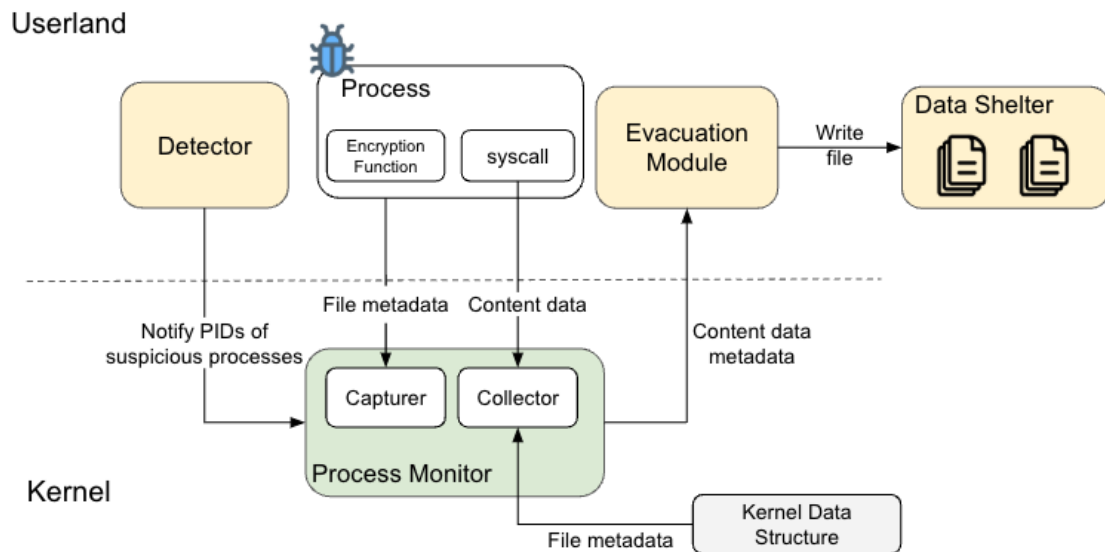 Userland
Detector
Process
Encryption
Function
syscall
Evacuation
Module
Write
file
Data Shelter
Notify PIDs of
suspicious processes
File metadata
Content data
Content data
metadata
Capturer
Collector
Process Monitor
Kernel
File metadata
Kernel Data
Structure